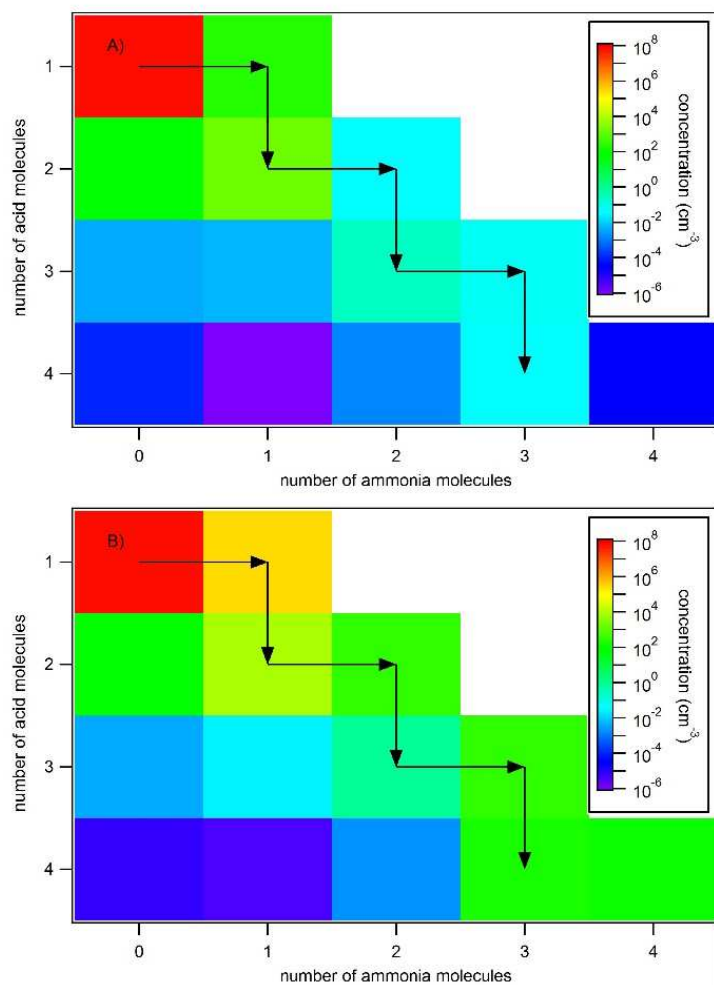 A)
1
2
3
4
number of acid molecules
0 1 2 3 4
number of ammonia molecules
10^8
10^6
10^4
10^2
10^0
10^-2
10^-4
10^-6
concentration (cm^-3)
B)
1
2
3
4
number of acid molecules
0 1 2 3 4
number of ammonia molecules
10^8
10^6
10^4
10^2
10^0
10^-2
10^-4
10^-6
concentration (cm^-3)